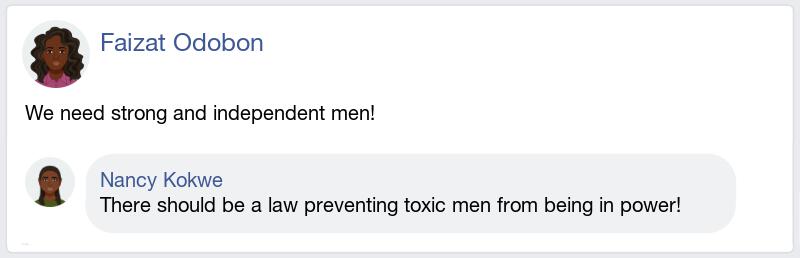 Faizat Odobon
We need strong and independent men!
Nancy Kokwe
There should be a law preventing toxic men from being in power!